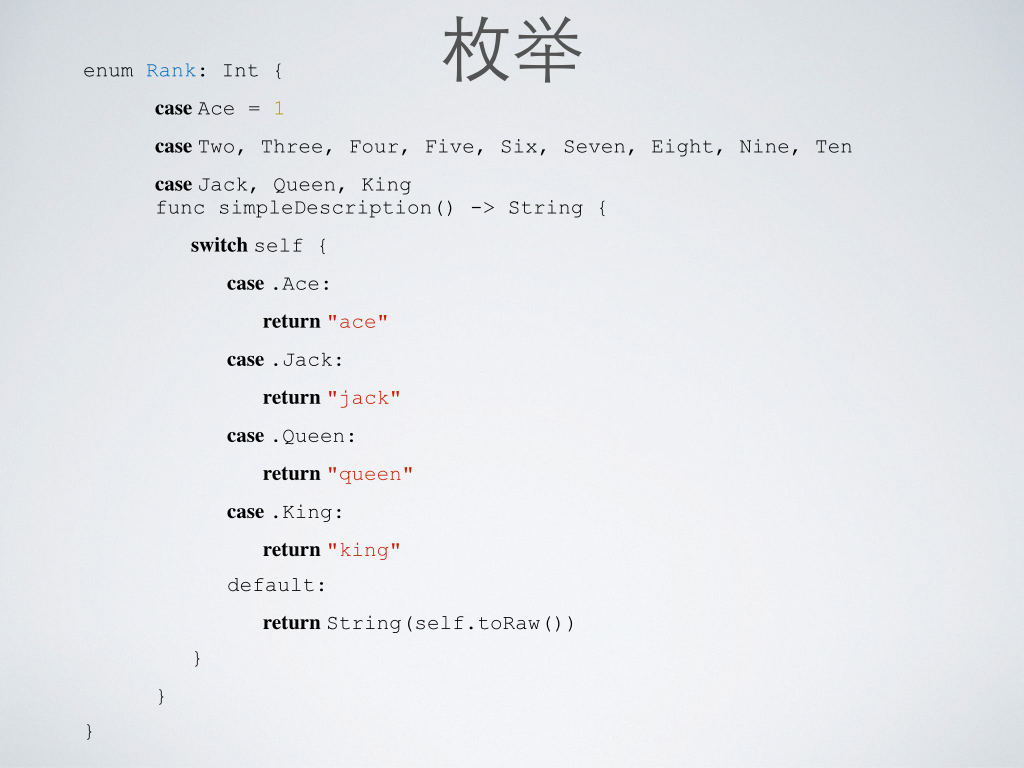 枚举
enum Rank: Int {
case Ace = 1
case Two, Three, Four, Five, Six, Seven, Eight, Nine, Ten
case Jack, Queen, King
func simpleDescription() -> String {
switch self {
case .Ace:
return "ace"
case .Jack:
return "jack"
case .Queen:
return "queen"
case .King:
return "king"
default:
return String(self.toRaw())
}
}
}